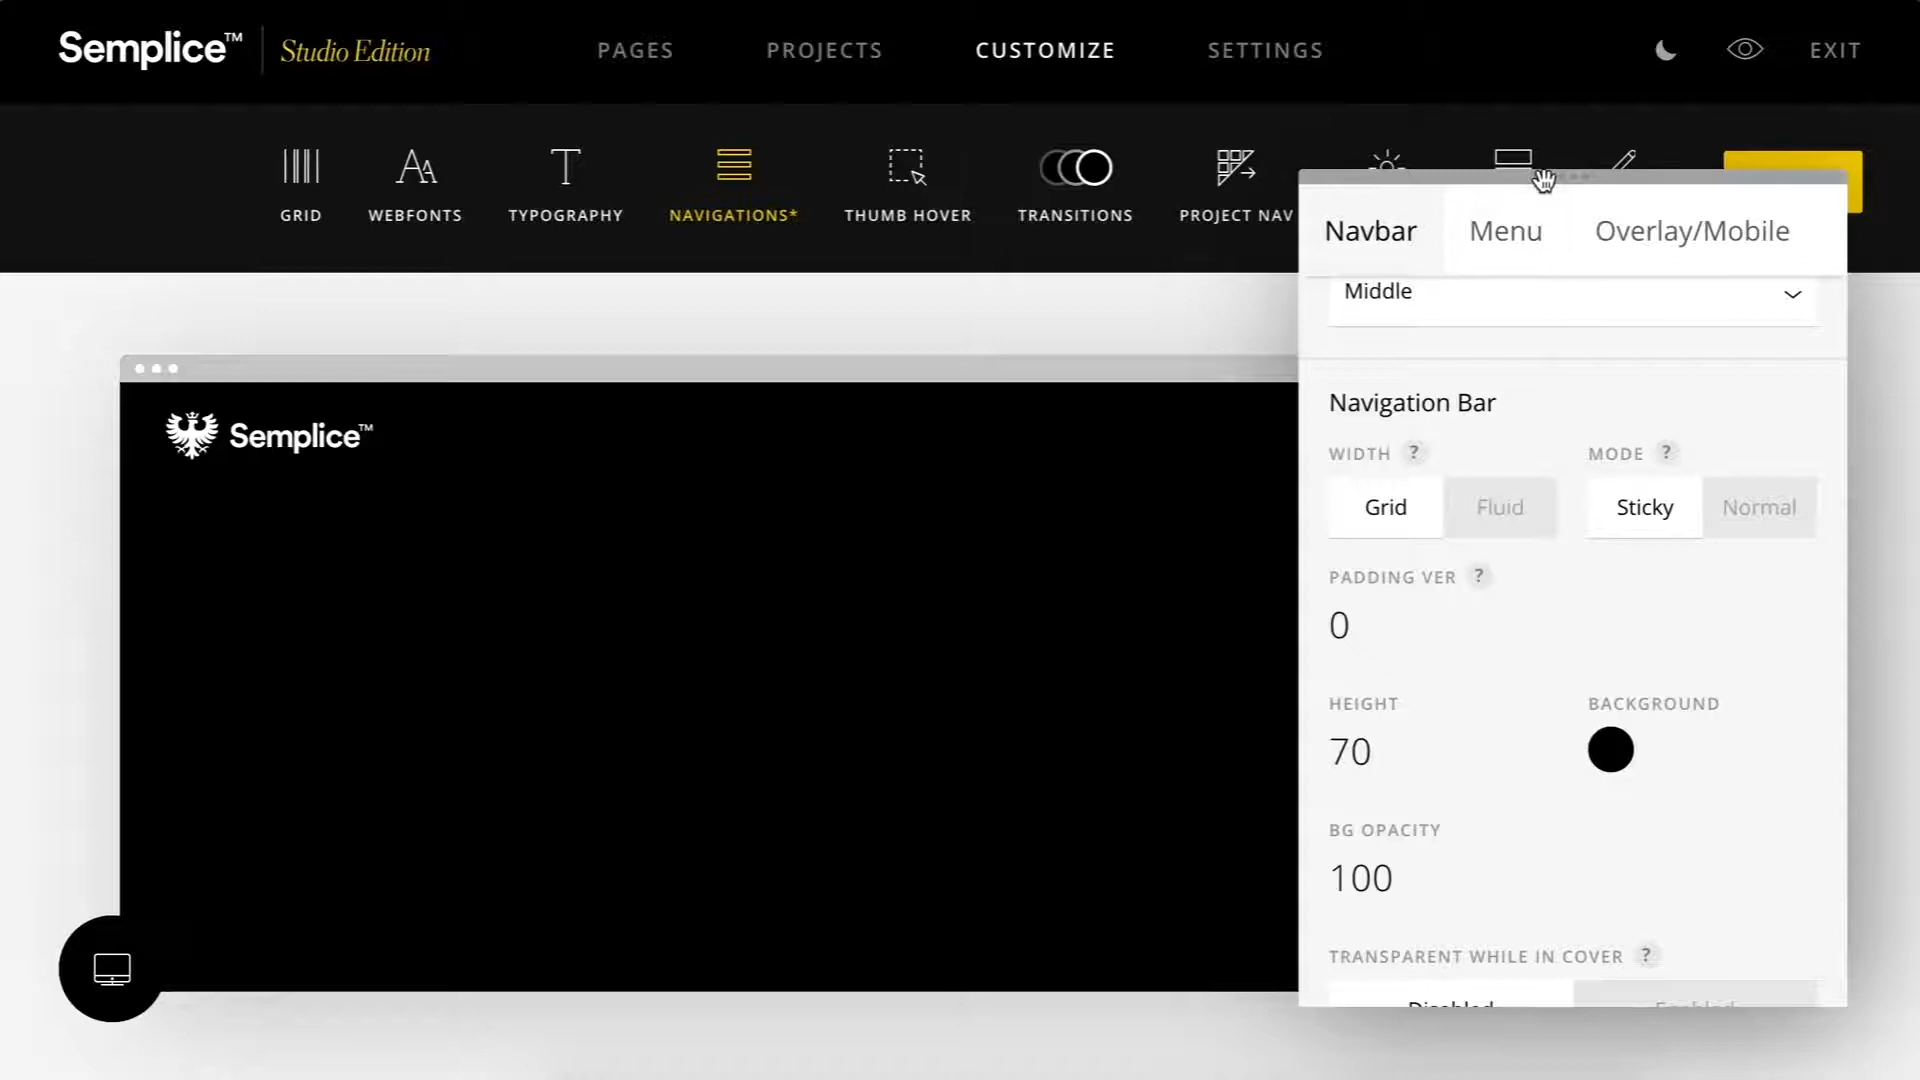 Semplice™ Studio Edition PAGES PROJECTS CUSTOMIZE SETTINGS EXIT
GRID WEBFONTS TYPOGRAPHY NAVIGATIONS* THUMB HOVER TRANSITIONS PROJECT NAV
Navbar Menu Overlay/Mobile
Middle
Semplice™
Navigation Bar
WIDTH ? MODE ?
Grid Fluid Sticky Normal
PADDING VER ?
0
HEIGHT BACKGROUND
70
BG OPACITY
100
TRANSPARENT WHILE IN COVER ?
Disabled Enabled